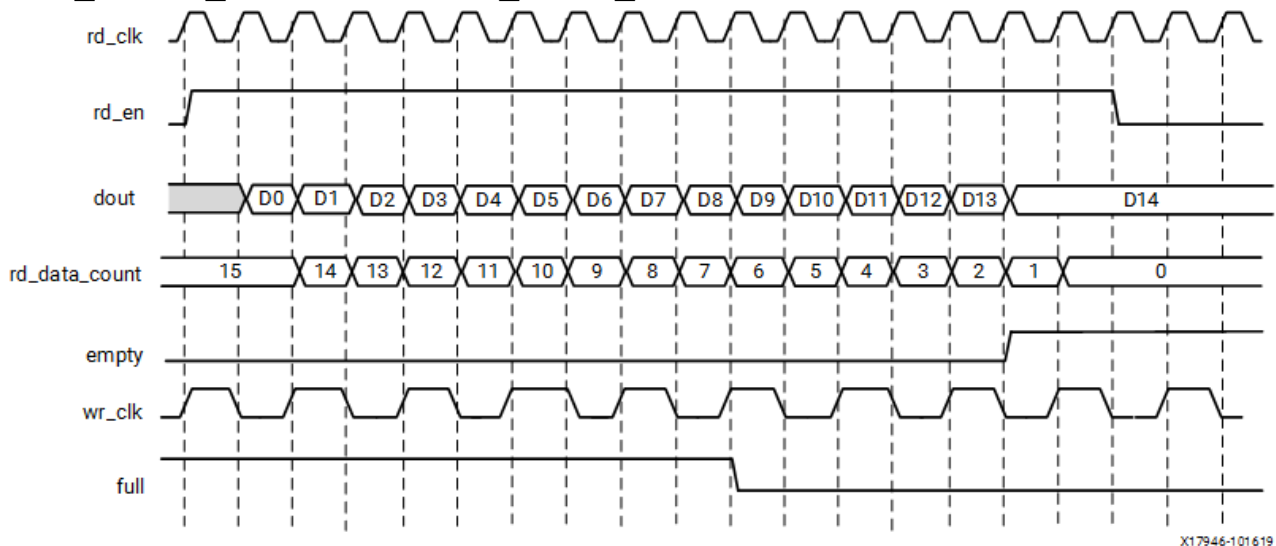 rd_clk
rd_en
dout D0 D1 D2 D3 D4 D5 D6 D7 D8 D9 D10 D11 D12 D13 D14
rd_data_count 15 14 13 12 11 10 9 8 7 6 5 4 3 2 1 0
empty
wr_clk
full
X17946-101619